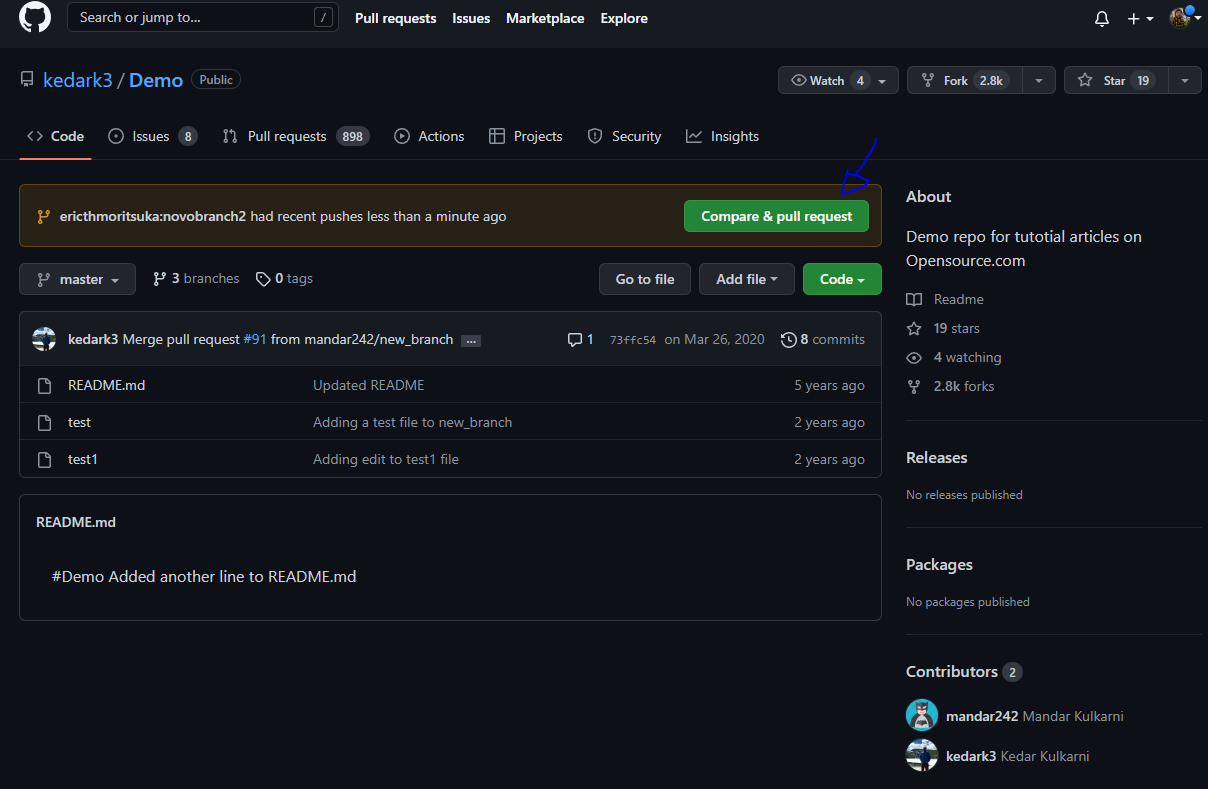 Search or jump to... /
Pull requests Issues Marketplace Explore
kedark3 / Demo Public
Watch 4 Fork 2.8k Star 19
Code Issues 8 Pull requests 898 Actions Projects Security Insights
ericthmoritsuka:novobranch2 had recent pushes less than a minute ago
Compare & pull request
master 3 branches 0 tags Go to file Add file Code
kedark3 Merge pull request #91 from mandar242/new_branch ... 1 73ffc54 on Mar 26, 2020 8 commits
README.md Updated README 5 years ago
test Adding a test file to new_branch 2 years ago
test1 Adding edit to test1 file 2 years ago
README.md
#Demo Added another line to README.md
About
Demo repo for tutotial articles on
Opensource.com
Readme
19 stars
4 watching
2.8k forks
Releases
No releases published
Packages
No packages published
Contributors 2
mandar242 Mandar Kulkarni
kedark3 Kedar Kulkarni